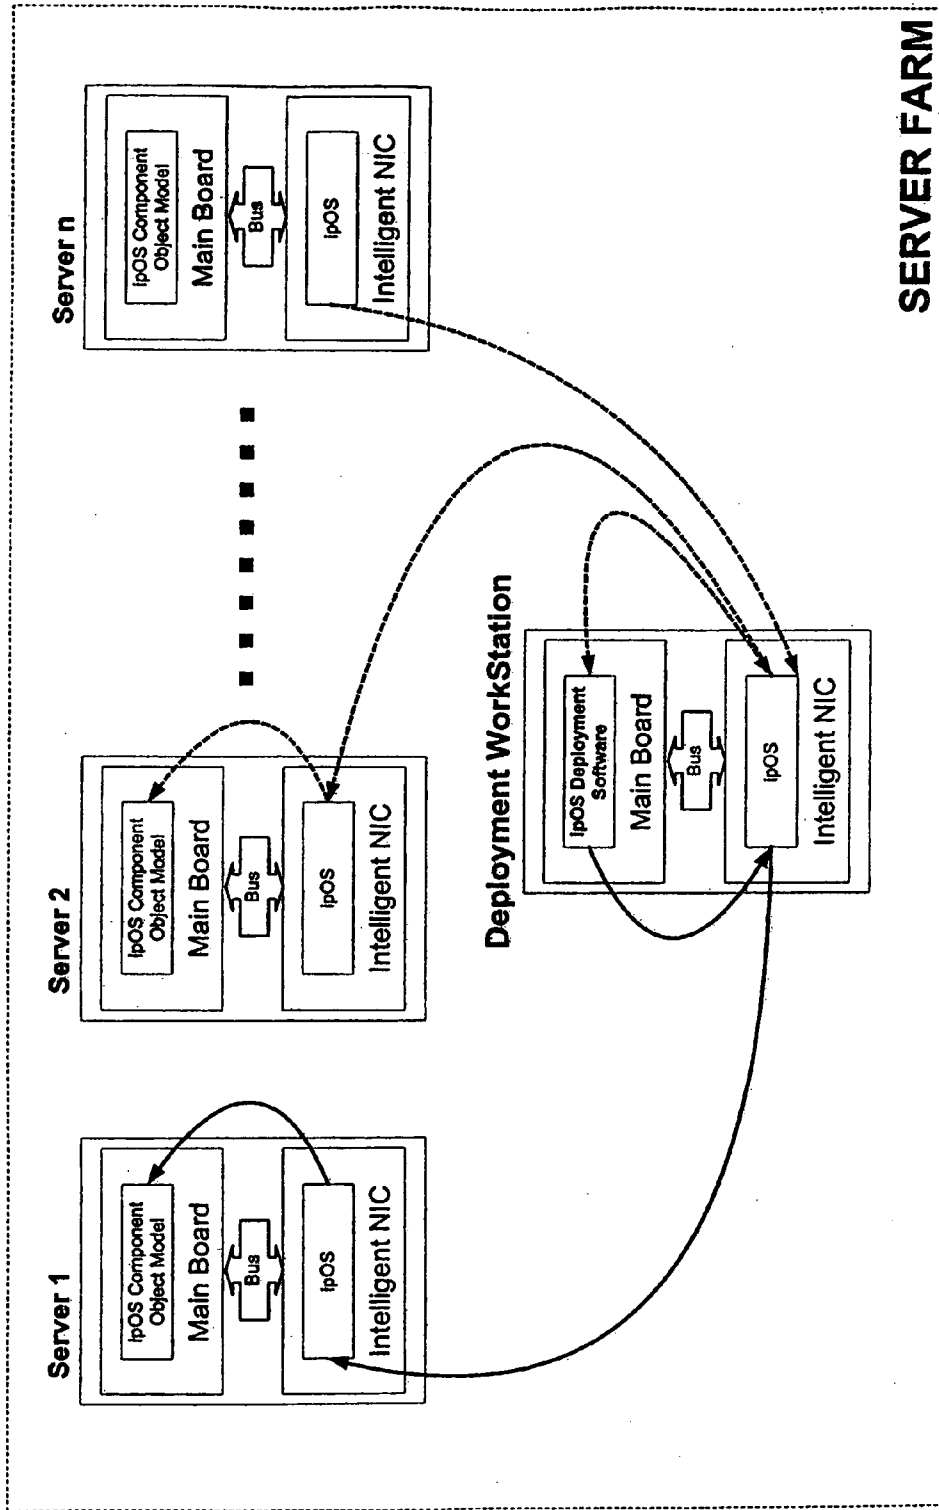 Server 1
IpOS Component
Object Model
Main Board
Bus
IpOS
Intelligent NIC
Server 2
IpOS Component
Object Model
Main Board
Bus
IpOS
Intelligent NIC
Server n
IpOS Component
Object Model
Main Board
Bus
IpOS
Intelligent NIC
Deployment WorkStation
IpOS Deployment
Software
Main Board
Bus
IpOS
Intelligent NIC
SERVER FARM